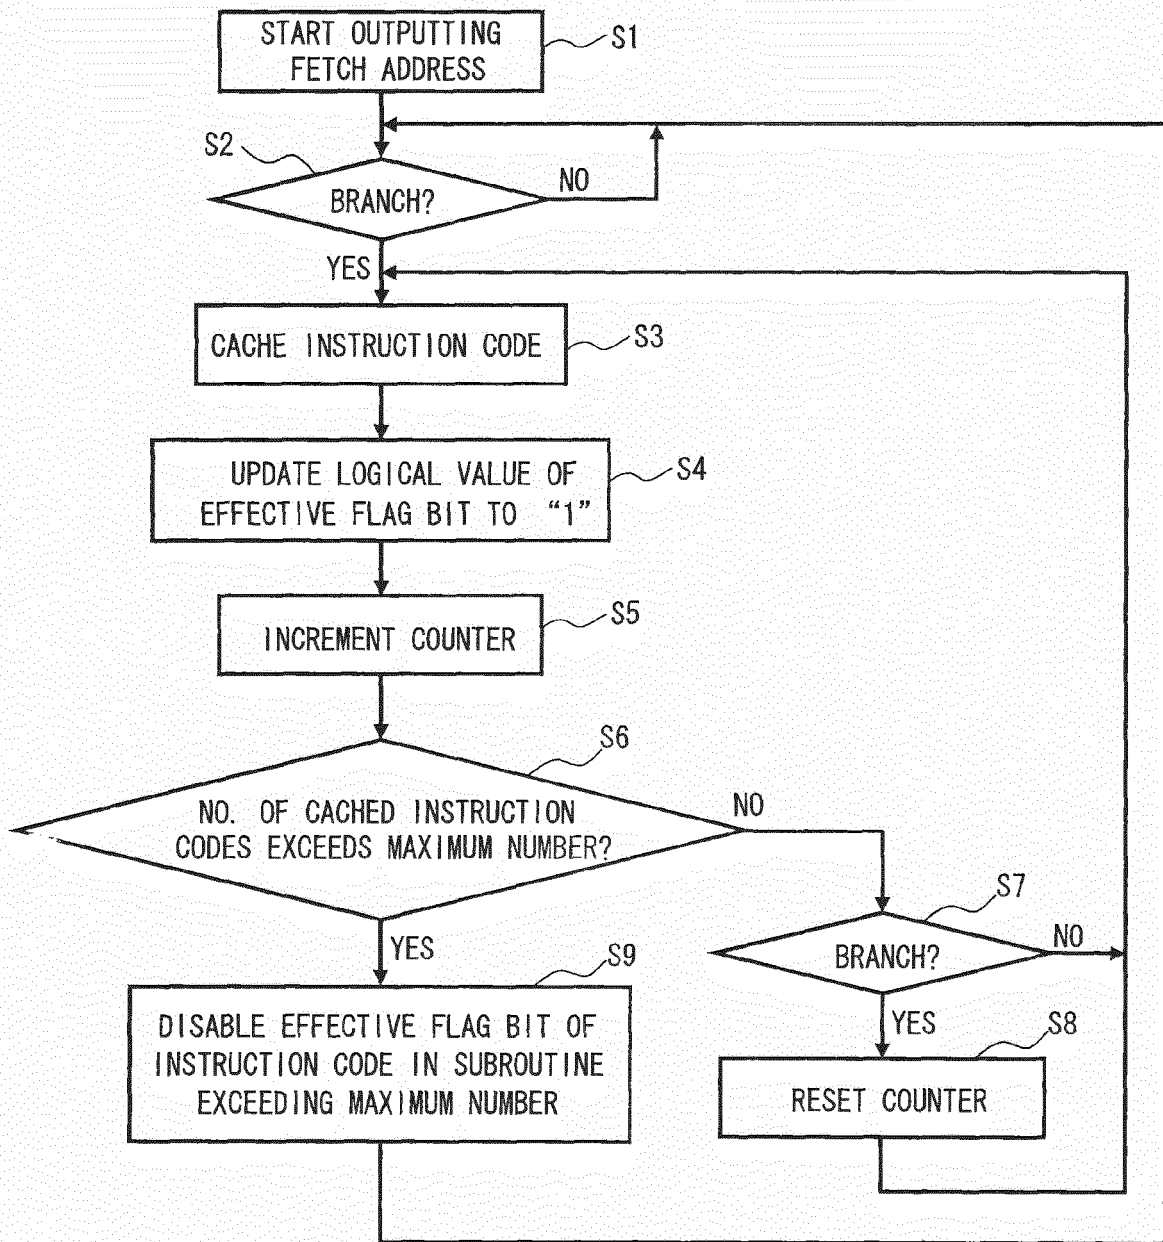 START OUTPUTTING
FETCH ADDRESS
S1
S2
BRANCH?
NO
YES
CACHE INSTRUCTION CODE
S3
UPDATE LOGICAL VALUE OF
EFFECTIVE FLAG BIT TO “1”
S4
INCREMENT COUNTER
S5
S6
NO. OF CACHED INSTRUCTION
CODES EXCEEDS MAXIMUM NUMBER?
NO
YES
S7
BRANCH?
NO
YES
S9
DISABLE EFFECTIVE FLAG BIT OF
INSTRUCTION CODE IN SUBROUTINE
EXCEEDING MAXIMUM NUMBER
S8
RESET COUNTER